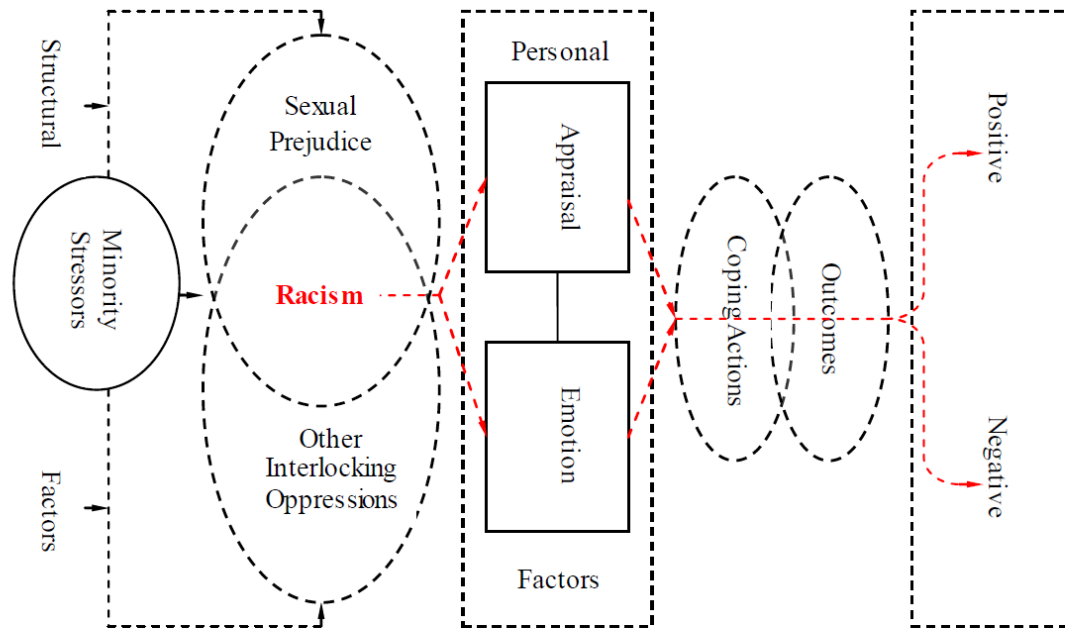 Structural
Factors
Minority
Stressors
Sexual
Prejudice
Racism
Other
Interlocking
Oppressions
Personal
Factors
Appraisal
Emotion
Coping Actions
Outcomes
Positive
Negative